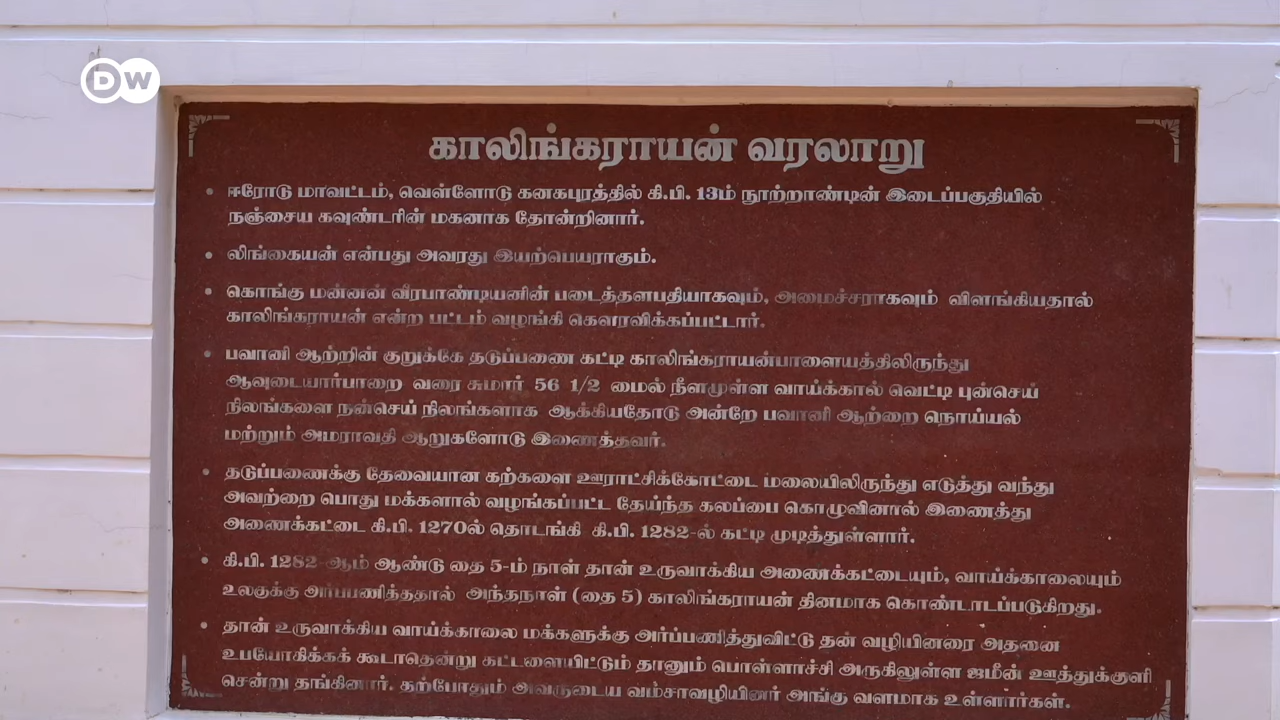 DW
காலிங்கராயன் வரலாறு
• ஈரோடு மாவட்டம், வெள்ளோடு கனகபுரத்தில் கி.பி. 13ம் நூற்றாண்டின் இடைப்பகுதியில்
நஞ்சைய கவுண்டரின் மகனாக தோன்றினார்.
• லிங்கையன் என்பது அவரது இயற்பெயராகும்.
• கொங்கு மன்னன் வீரபாண்டியனின் படைத்தளபதியாகவும், அமைச்சராகவும் விளங்கியதால்
காலிங்கராயன் என்ற பட்டம் வழங்கி கௌரவிக்கப்பட்டார்.
• பவானி ஆற்றின் குறுக்கே தடுப்பணை கட்டி காலிங்கராயன்பாளையத்திலிருந்து
ஆவுடையார்பாறை வரை சுமார் 56 1/2 மைல் நீளமுள்ள வாய்க்கால் வெட்டி புன்செய்
நிலங்களை நன்செய் நிலங்களாக ஆக்கியதோடு அன்றே பவானி ஆற்றை நொய்யல்
மற்றும் அமராவதி ஆறுகளோடு இணைத்தவர்.
• தடுப்பணைக்கு தேவையான கற்களை ஊராட்சிக்கோட்டை மலையிலிருந்து எடுத்து வந்து
அவற்றை பொது மக்களால் வழங்கப்பட்ட தேய்ந்த கலப்பை கொழுவினால் இணைத்து
அணைக்கட்டை கி.பி. 1270ல் தொடங்கி கி.பி. 1282-ல் கட்டி முடித்துள்ளார்.
• கி.பி. 1282-ஆம் ஆண்டு தை 5-ம் நாள் தான் உருவாக்கிய அணைக்கட்டையும், வாய்க்காலையும்
உலகுக்கு அர்ப்பணித்ததால் அந்தநாள் (தை 5) காலிங்கராயன் தினமாக கொண்டாடப்படுகிறது.
• தான் உருவாக்கிய வாய்க்காலை மக்களுக்கு அர்ப்பணித்துவிட்டு தன் வழியினரை அதனை
உபயோகிக்கக் கூடாதென்று கட்டளையிட்டும் தானும் பொள்ளாச்சி அருகிலுள்ள ஜமீன் ஊத்துக்குளி
சென்று தங்கினார். தற்போதும் அவருடைய வம்சாவழியினர் அங்கு வளமாக உள்ளார்கள்.